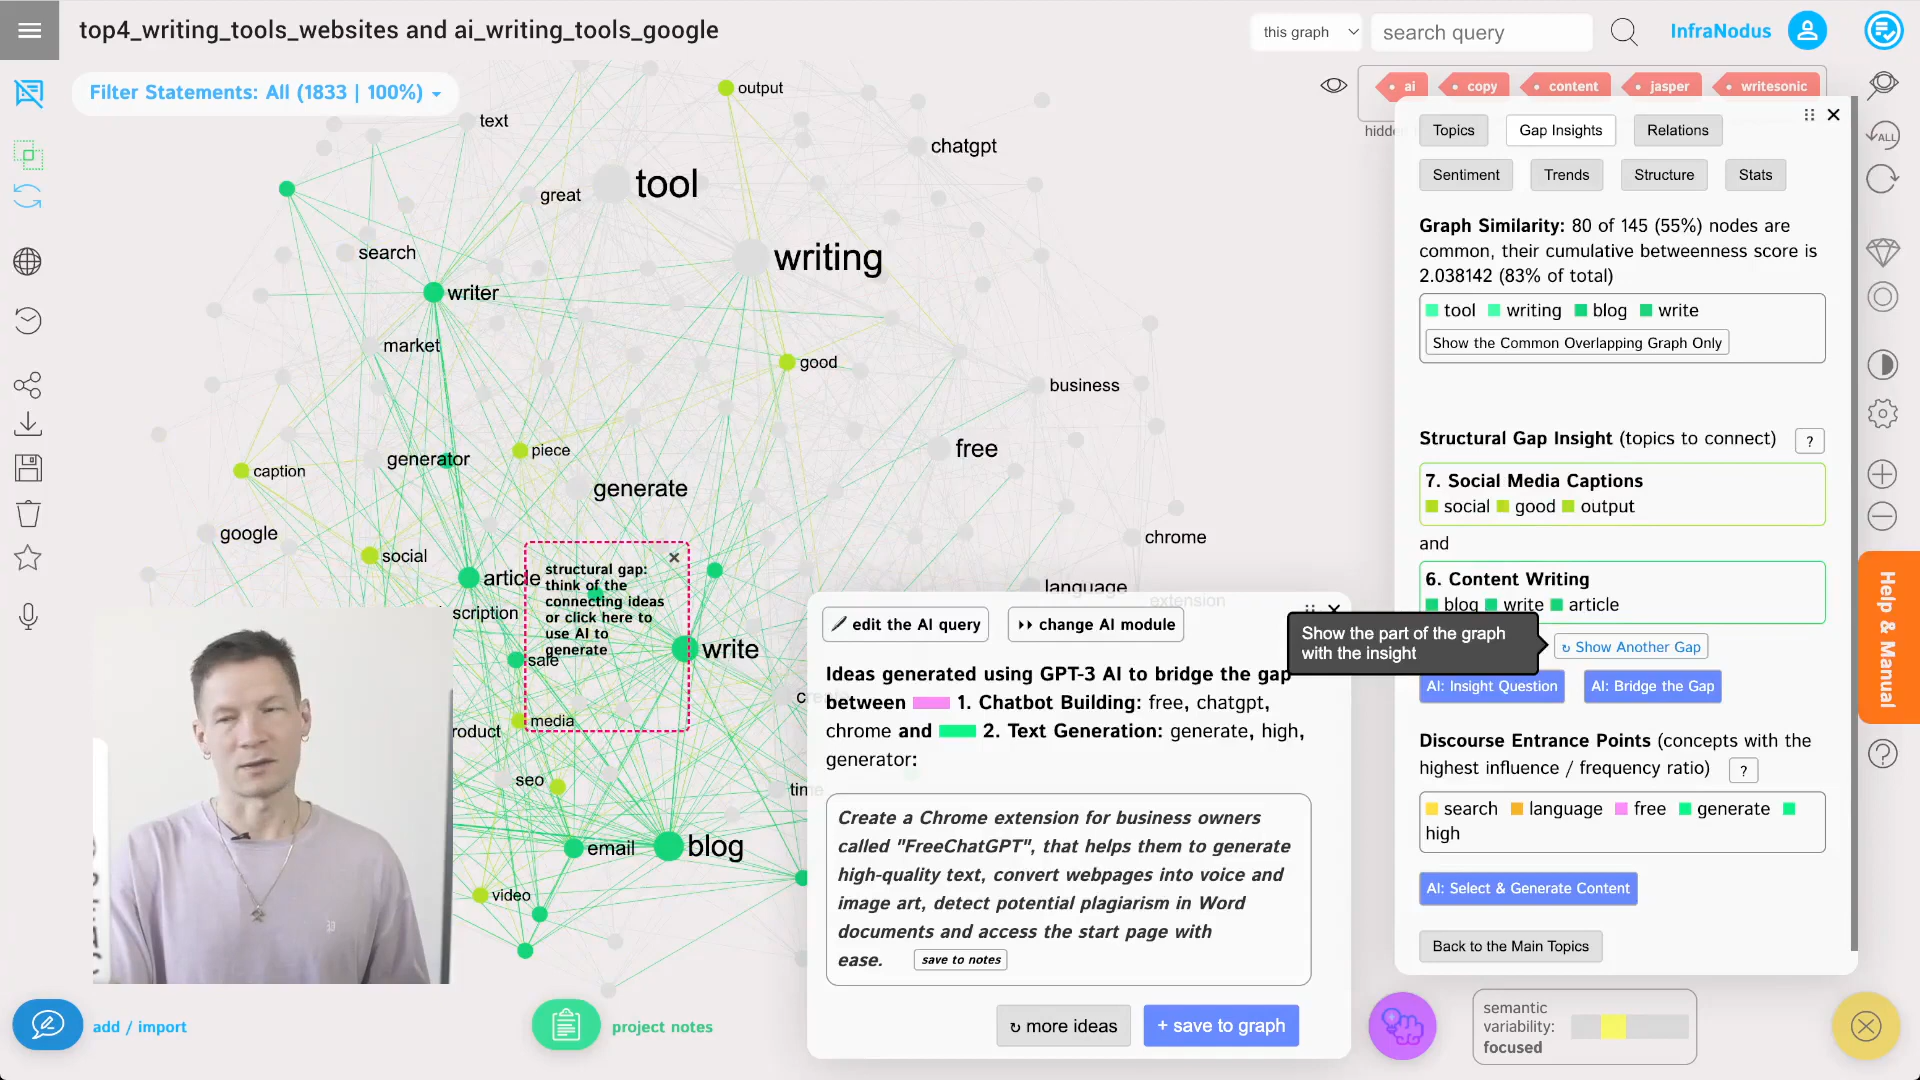 top4_writing_tools_websites and ai_writing_tools_google
this graph
search query
InfraNodus
Filter Statements: All (1833 | 100%)
ai
copy
content
jasper
writesonic
hidde
output
text
chatgpt
tool
great
search
writing
writer
market
good
business
free
piece
generator
caption
generate
google
chrome
social
article
language
extension
scription
write
sale
media
roduct
seo
time
email
blog
video
structural gap:
think of the
connecting ideas
or click here to
use AI to
generate
edit the AI query
change AI module
Ideas generated using GPT-3 AI to bridge the gap
between 1. Chatbot Building: free, chatgpt,
chrome and 2. Text Generation: generate, high,
generator:
Create a Chrome extension for business owners
called "FreeChatGPT", that helps them to generate
high-quality text, convert webpages into voice and
image art, detect potential plagiarism in Word
documents and access the start page with
ease. save to notes
↻ more ideas
+ save to graph
Topics
Gap Insights
Relations
Sentiment
Trends
Structure
Stats
Graph Similarity: 80 of 145 (55%) nodes are
common, their cumulative betweenness score is
2.038142 (83% of total)
tool writing blog write
Show the Common Overlapping Graph Only
Structural Gap Insight (topics to connect) ?
7. Social Media Captions
social good output
and
6. Content Writing
blog write article
Show the part of the graph
with the insight
↻ Show Another Gap
AI: Insight Question
AI: Bridge the Gap
Discourse Entrance Points (concepts with the
highest influence / frequency ratio) ?
search language free generate
high
AI: Select & Generate Content
Back to the Main Topics
ALL
Help & Manual
add / import
project notes
semantic
variability:
focused